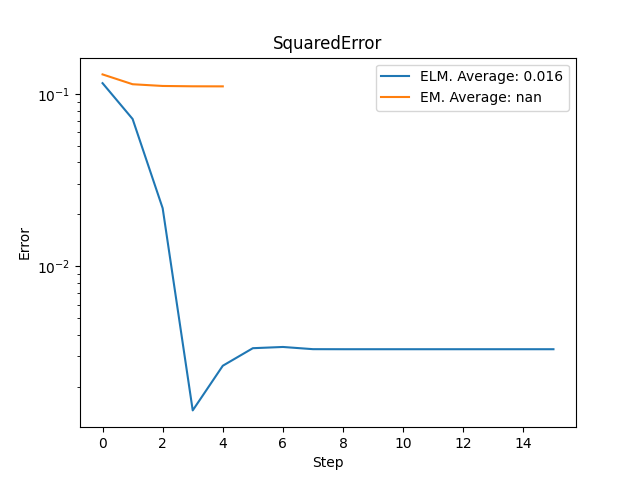 SquaredError
ELM. Average: 0.016
EM. Average: nan
Error
10⁻¹
10⁻²
0 2 4 6 8 10 12 14
Step